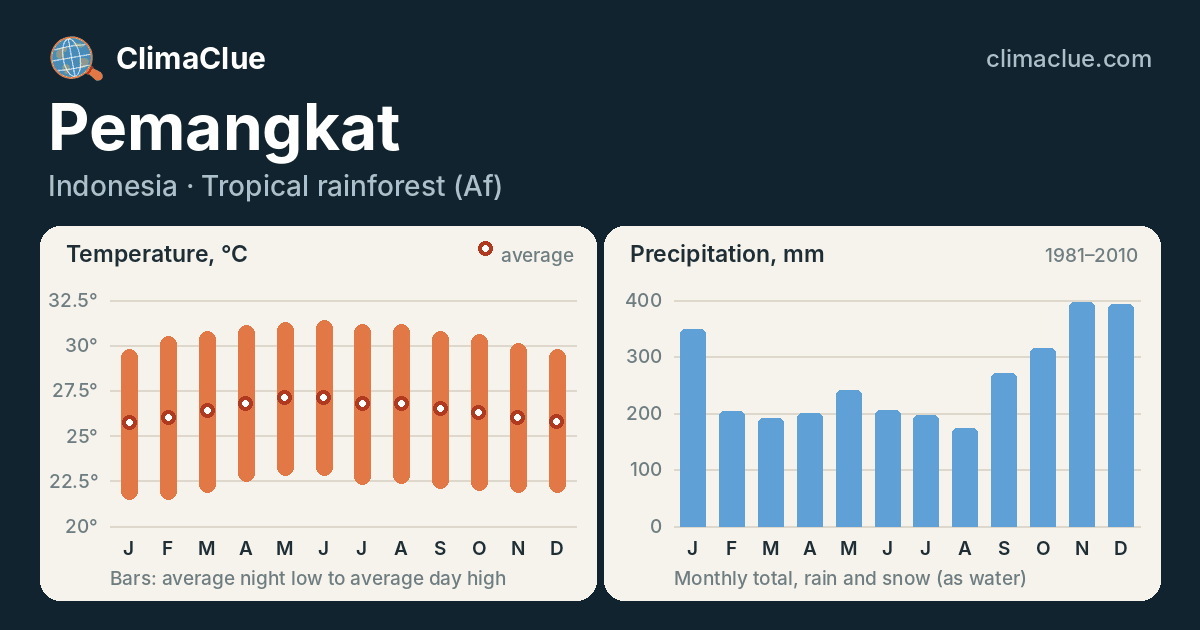 ClimaClue
climaclue.com
Pemangkat
Indonesia · Tropical rainforest (Af)
Temperature, °C
average
32.5°
30°
27.5°
25°
22.5°
20°
J F M A M J J A S O N D
Bars: average night low to average day high
Precipitation, mm
1981–2010
400
300
200
100
0
J F M A M J J A S O N D
Monthly total, rain and snow (as water)